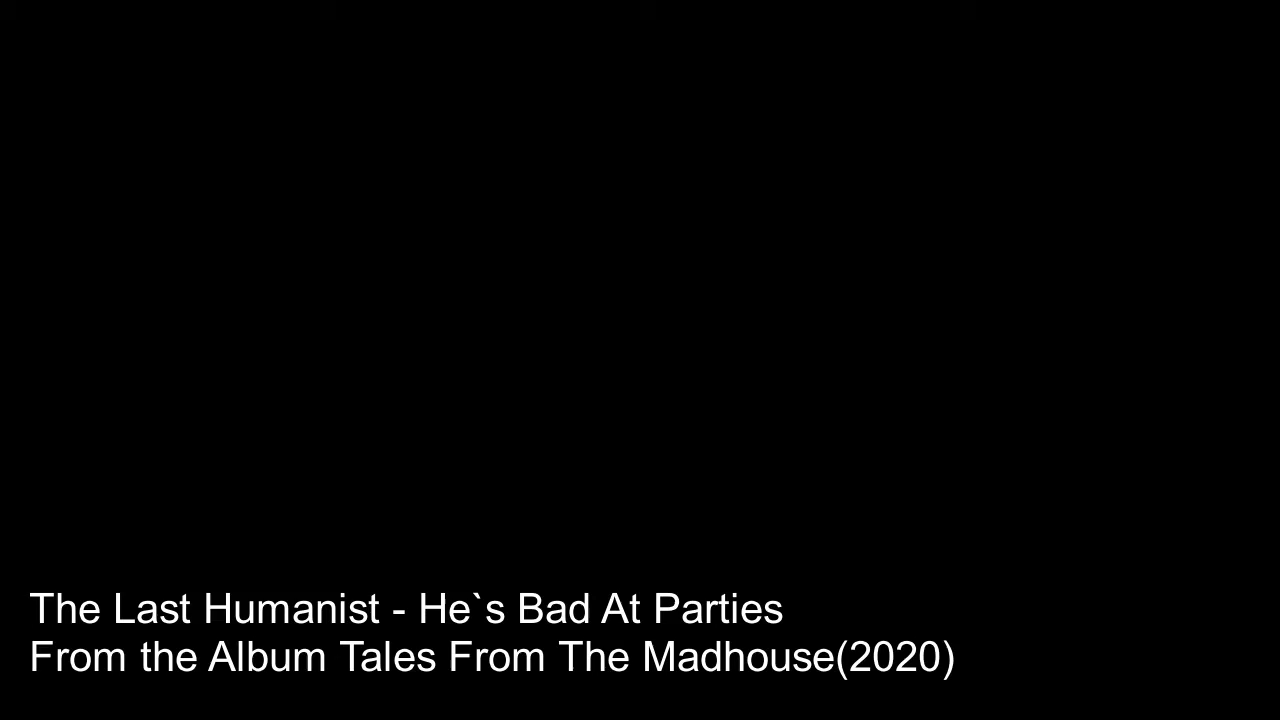 The Last Humanist - He`s Bad At Parties
From the Album Tales From The Madhouse(2020)